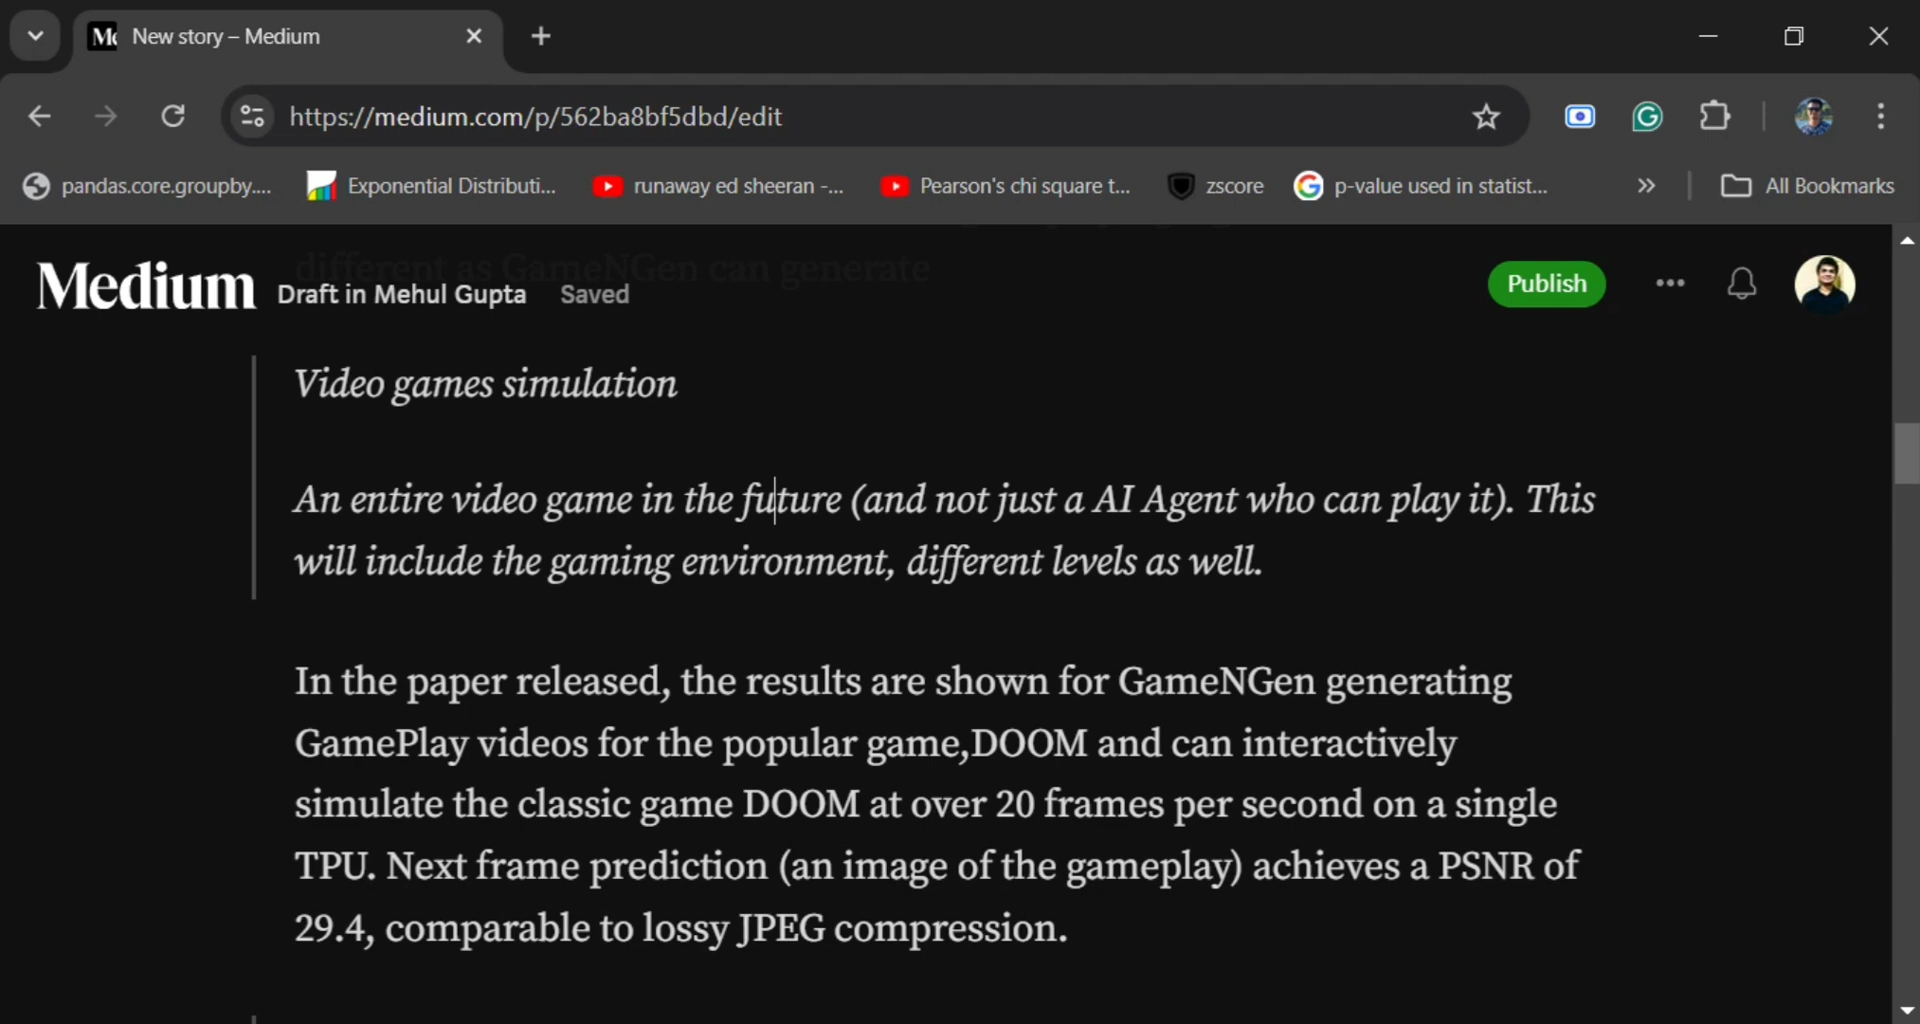 New story – Medium
https://medium.com/p/562ba8bf5dbd/edit
pandas.core.groupby.... Exponential Distributi... runaway ed sheeran -... Pearson's chi square t... zscore p-value used in statist... All Bookmarks
different as GameNGen can generate
Medium Draft in Mehul Gupta Saved Publish
Video games simulation
An entire video game in the future (and not just a AI Agent who can play it). This
will include the gaming environment, different levels as well.
In the paper released, the results are shown for GameNGen generating
GamePlay videos for the popular game,DOOM and can interactively
simulate the classic game DOOM at over 20 frames per second on a single
TPU. Next frame prediction (an image of the gameplay) achieves a PSNR of
29.4, comparable to lossy JPEG compression.